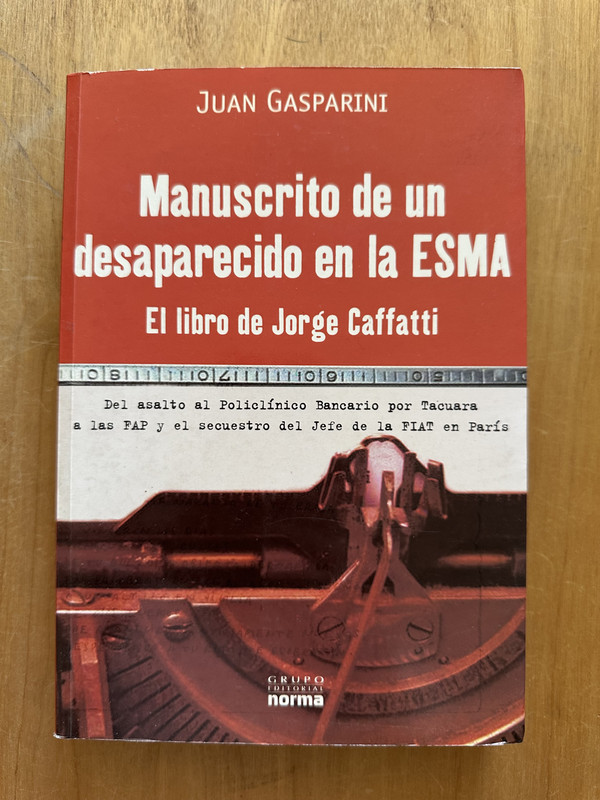 JUAN GASPARINI
Manuscrito de un
desaparecido en la ESMA
El libro de Jorge Caffatti
Del asalto al Policlínico Bancario por Tacuara
a las FAP y el secuestro del Jefe de la FIAT en París
GRUPO
EDITORIAL
norma